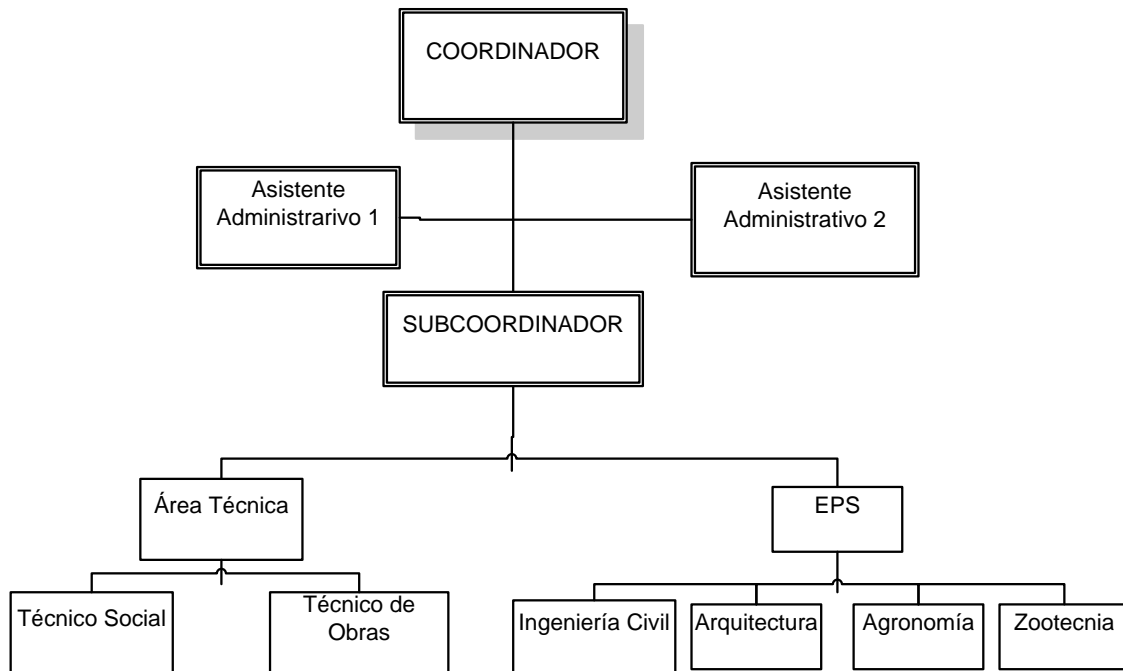 COORDINADOR
Asistente
Administrarivo 1
Asistente
Administrativo 2
SUBCOORDINADOR
Área Técnica
EPS
Técnico Social
Técnico de
Obras
Ingeniería Civil
Arquitectura
Agronomía
Zootecnia